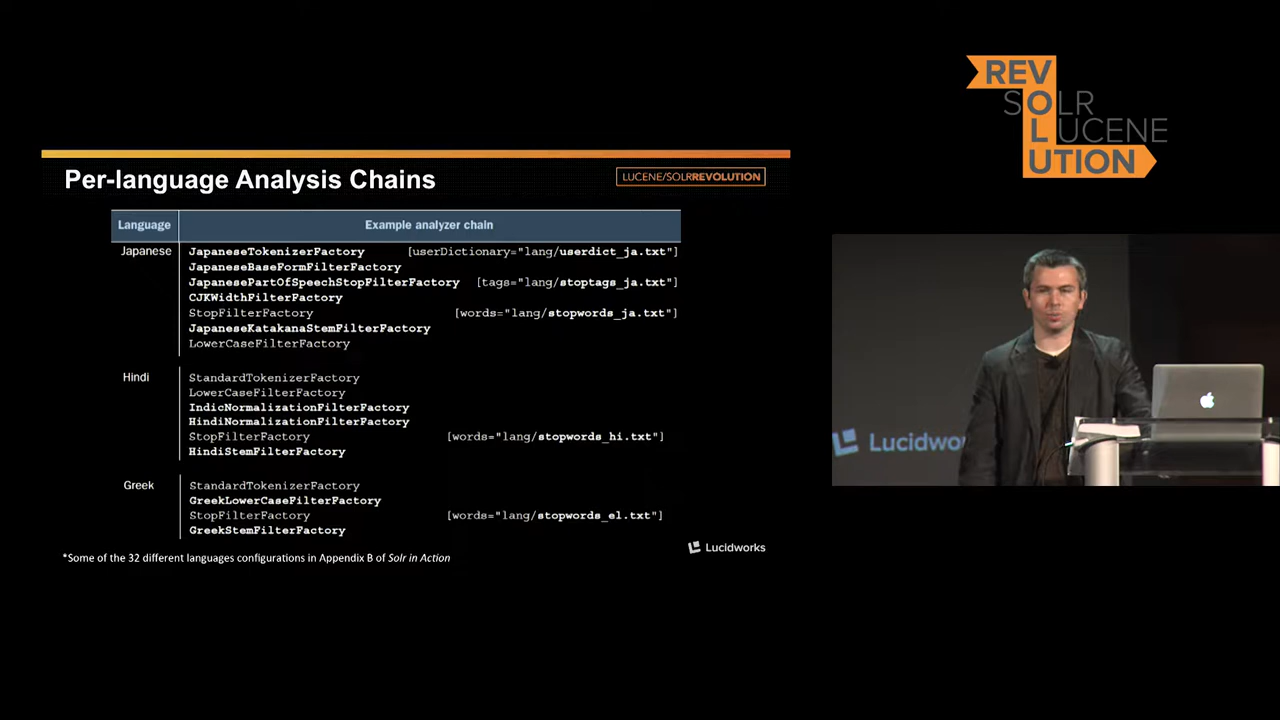 Per-language Analysis Chains
LUCENE/SOLRREVOLUTION
Language Example analyzer chain
Japanese JapaneseTokenizerFactory [userDictionary="lang/userdict_ja.txt"]
JapaneseBaseFormFilterFactory
JapanesePartOfSpeechStopFilterFactory [tags="lang/stoptags_ja.txt"]
CJKWidthFilterFactory
StopFilterFactory [words="lang/stopwords_ja.txt"]
JapaneseKatakanaStemFilterFactory
LowerCaseFilterFactory
Hindi StandardTokenizerFactory
LowerCaseFilterFactory
IndicNormalizationFilterFactory
HindiNormalizationFilterFactory
StopFilterFactory [words="lang/stopwords_hi.txt"]
HindiStemFilterFactory
Greek StandardTokenizerFactory
GreekLowerCaseFilterFactory
StopFilterFactory [words="lang/stopwords_el.txt"]
GreekStemFilterFactory
*Some of the 32 different languages configurations in Appendix B of Solr in Action
Lucidworks
REVOLUTION
SOLR
LUCENE
Lucidwo